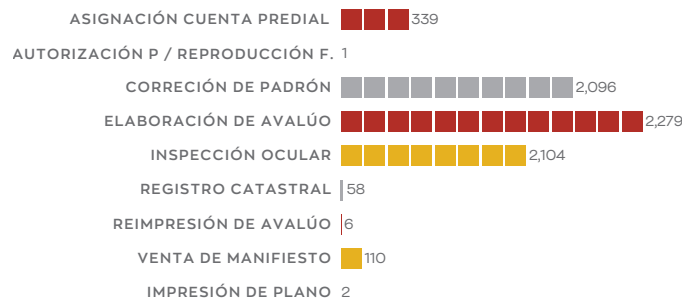 ASIGNACIÓN CUENTA PREDIAL 339
AUTORIZACIÓN P / REPRODUCCIÓN F. 1
CORRECIÓN DE PADRÓN 2,096
ELABORACIÓN DE AVALÚO 2,279
INSPECCIÓN OCULAR 2,104
REGISTRO CATASTRAL 58
REIMPRESIÓN DE AVALÚO 6
VENTA DE MANIFIESTO 110
IMPRESIÓN DE PLANO 2